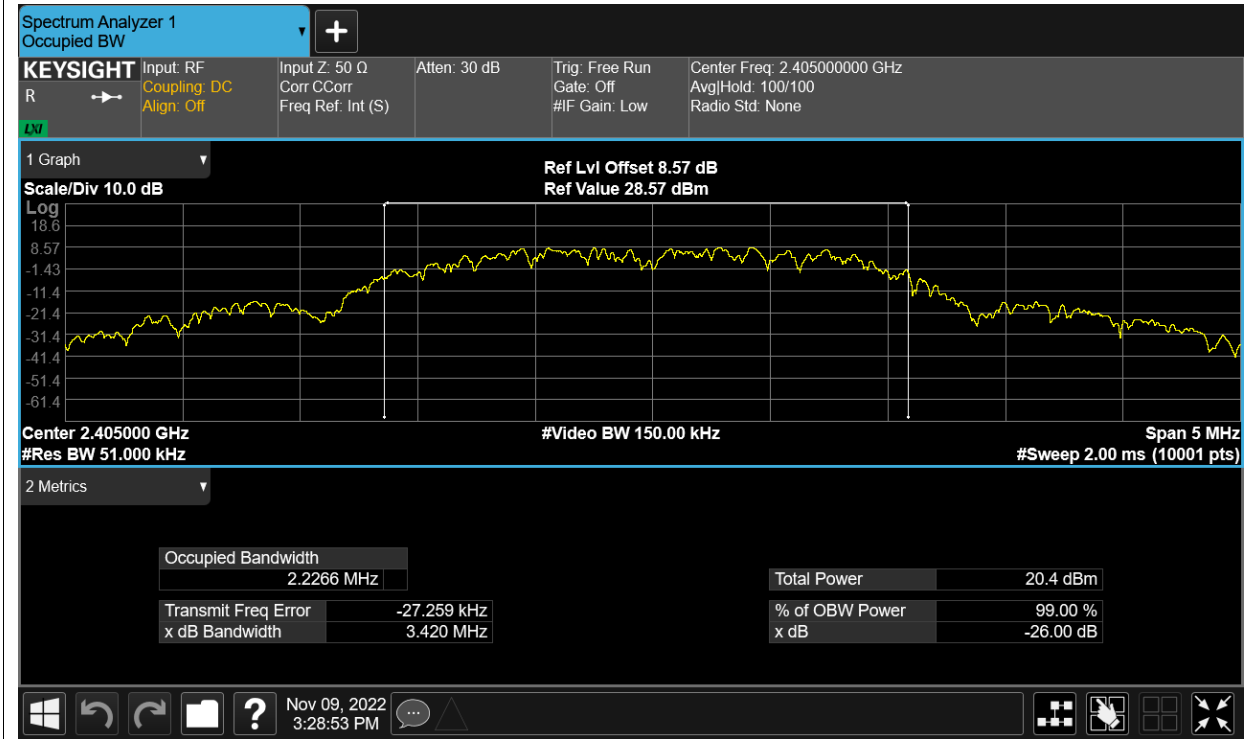 Spectrum Analyzer 1
Occupied BW
KEYSIGHT
R
LXI
Input: RF
Coupling: DC
Align: Off
Input Z: 50 Ω
Corr CCorr
Freq Ref: Int (S)
Atten: 30 dB
Trig: Free Run
Gate: Off
#IF Gain: Low
Center Freq: 2.405000000 GHz
Avg|Hold: 100/100
Radio Std: None
1 Graph
Scale/Div 10.0 dB
Ref Lvl Offset 8.57 dB
Ref Value 28.57 dBm
Log
18.6
8.57
-1.43
-11.4
-21.4
-31.4
-41.4
-51.4
-61.4
Center 2.405000 GHz
#Video BW 150.00 kHz
Span 5 MHz
#Res BW 51.000 kHz
#Sweep 2.00 ms (10001 pts)
2 Metrics
Occupied Bandwidth
2.2266 MHz
Total Power 20.4 dBm
Transmit Freq Error -27.259 kHz
% of OBW Power 99.00 %
x dB Bandwidth 3.420 MHz
x dB -26.00 dB
?
Nov 09, 2022
3:28:53 PM